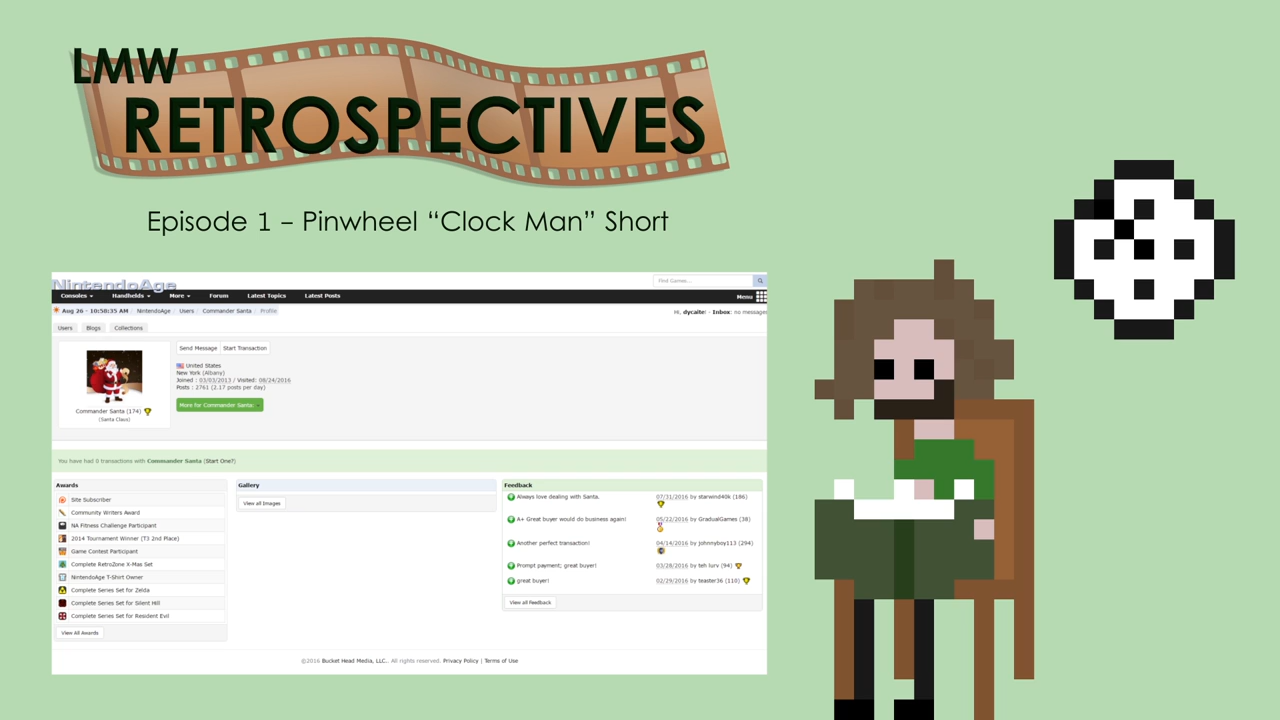 LMW
RETROSPECTIVES
Episode 1 – Pinwheel “Clock Man” Short
NintendoAge
Find Games...
Consoles Handhelds More Forum Latest Topics Latest Posts Menu
Aug 26 - 10:58:35 AM NintendoAge Users Commander Santa Profile
Hi, dycaite! - Inbox: no messages
Users Blogs Collections
Send Message Start Transaction
United States
New York (Albany)
Joined : 03/03/2013 / Visited: 08/24/2016
Posts : 2761 (2.17 posts per day)
More for Commander Santa:
Commander Santa (174)
(Santa Claus)
You have had 0 transactions with Commander Santa (Start One?)
Awards
Site Subscriber
Community Writers Award
NA Fitness Challenge Participant
2014 Tournament Winner (T3 2nd Place)
Game Contest Participant
Complete RetroZone X-Mas Set
NintendoAge T-Shirt Owner
Complete Series Set for Zelda
Complete Series Set for Silent Hill
Complete Series Set for Resident Evil
View All Awards
Gallery
View all Images
Feedback
Always love dealing with Santa. 07/31/2016 by starwind40k (186)
A+ Great buyer would do business again! 05/22/2016 by GradualGames (38)
Another perfect transaction! 04/14/2016 by johnnyboy113 (294)
Prompt payment; great buyer! 03/28/2016 by teh lurv (94)
great buyer! 02/29/2016 by teaster36 (110)
View all Feedback
©2016 Bucket Head Media, LLC.. All rights reserved. Privacy Policy | Terms of Use